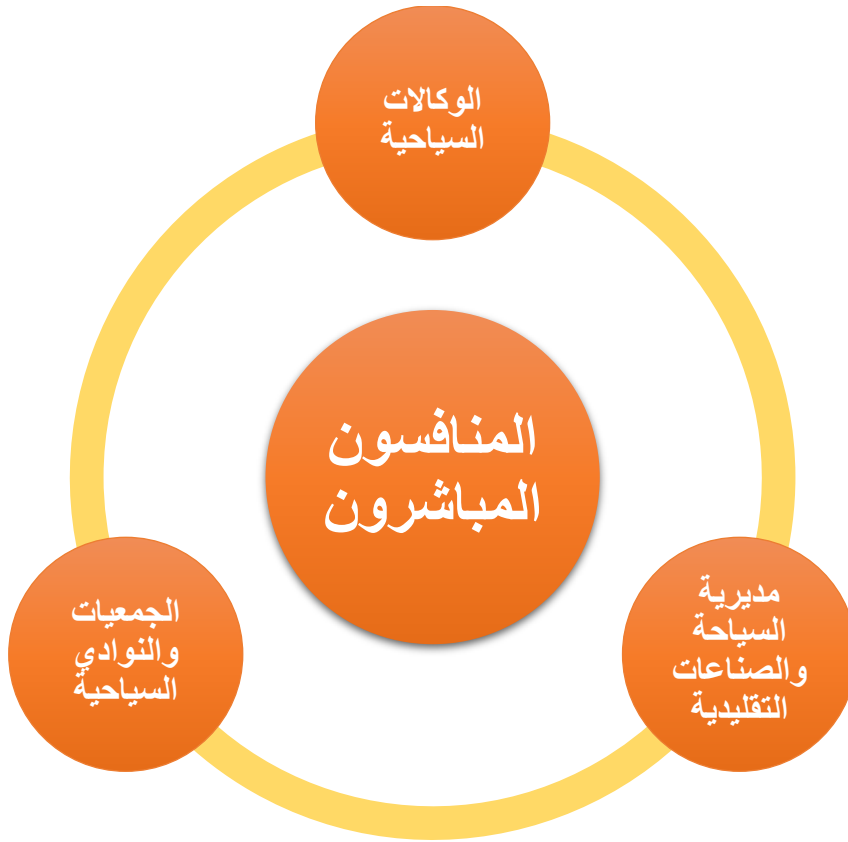 الوكالات
السياحية
المنافسون
المباشرون
مديرية
السياحة
والصناعات
التقليدية
الجمعيات
والنوادي
السياحية